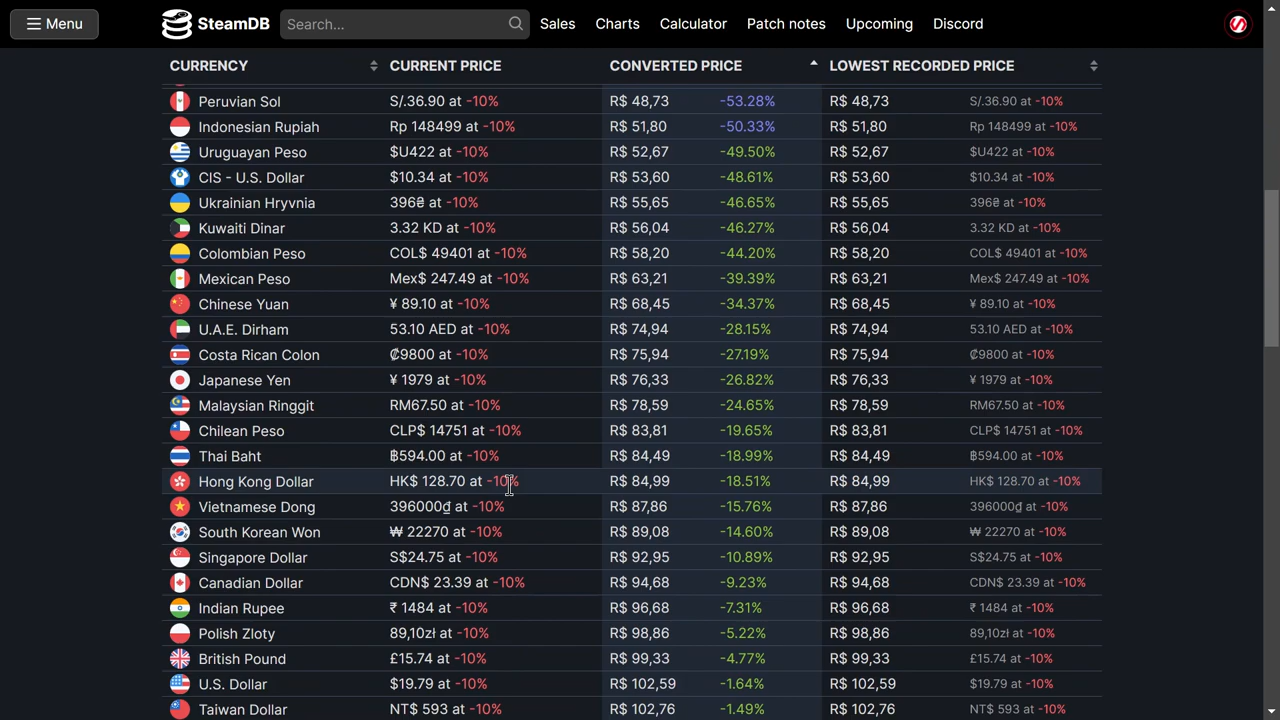 Menu SteamDB Search... Sales Charts Calculator Patch notes Upcoming Discord
CURRENCY CURRENT PRICE CONVERTED PRICE LOWEST RECORDED PRICE
Peruvian Sol S/.36.90 at -10% R$ 48,73 -53.28% R$ 48,73 S/.36.90 at -10%
Indonesian Rupiah Rp 148499 at -10% R$ 51,80 -50.33% R$ 51,80 Rp 148499 at -10%
Uruguayan Peso $U422 at -10% R$ 52,67 -49.50% R$ 52,67 $U422 at -10%
CIS - U.S. Dollar $10.34 at -10% R$ 53,60 -48.61% R$ 53,60 $10.34 at -10%
Ukrainian Hryvnia 396₴ at -10% R$ 55,65 -46.65% R$ 55,65 396₴ at -10%
Kuwaiti Dinar 3.32 KD at -10% R$ 56,04 -46.27% R$ 56,04 3.32 KD at -10%
Colombian Peso COL$ 49401 at -10% R$ 58,20 -44.20% R$ 58,20 COL$ 49401 at -10%
Mexican Peso Mex$ 247.49 at -10% R$ 63,21 -39.39% R$ 63,21 Mex$ 247.49 at -10%
Chinese Yuan ¥ 89.10 at -10% R$ 68,45 -34.37% R$ 68,45 ¥ 89.10 at -10%
U.A.E. Dirham 53.10 AED at -10% R$ 74,94 -28.15% R$ 74,94 53.10 AED at -10%
Costa Rican Colon ₡9800 at -10% R$ 75,94 -27.19% R$ 75,94 ₡9800 at -10%
Japanese Yen ¥ 1979 at -10% R$ 76,33 -26.82% R$ 76,33 ¥ 1979 at -10%
Malaysian Ringgit RM67.50 at -10% R$ 78,59 -24.65% R$ 78,59 RM67.50 at -10%
Chilean Peso CLP$ 14751 at -10% R$ 83,81 -19.65% R$ 83,81 CLP$ 14751 at -10%
Thai Baht ฿594.00 at -10% R$ 84,49 -18.99% R$ 84,49 ฿594.00 at -10%
Hong Kong Dollar HK$ 128.70 at -10% R$ 84,99 -18.51% R$ 84,99 HK$ 128.70 at -10%
Vietnamese Dong 396000₫ at -10% R$ 87,86 -15.76% R$ 87,86 396000₫ at -10%
South Korean Won ₩ 22270 at -10% R$ 89,08 -14.60% R$ 89,08 ₩ 22270 at -10%
Singapore Dollar S$24.75 at -10% R$ 92,95 -10.89% R$ 92,95 S$24.75 at -10%
Canadian Dollar CDN$ 23.39 at -10% R$ 94,68 -9.23% R$ 94,68 CDN$ 23.39 at -10%
Indian Rupee ₹ 1484 at -10% R$ 96,68 -7.31% R$ 96,68 ₹ 1484 at -10%
Polish Zloty 89,10zł at -10% R$ 98,86 -5.22% R$ 98,86 89,10zł at -10%
British Pound £15.74 at -10% R$ 99,33 -4.77% R$ 99,33 £15.74 at -10%
U.S. Dollar $19.79 at -10% R$ 102,59 -1.64% R$ 102,59 $19.79 at -10%
Taiwan Dollar NT$ 593 at -10% R$ 102,76 -1.49% R$ 102,76 NT$ 593 at -10%